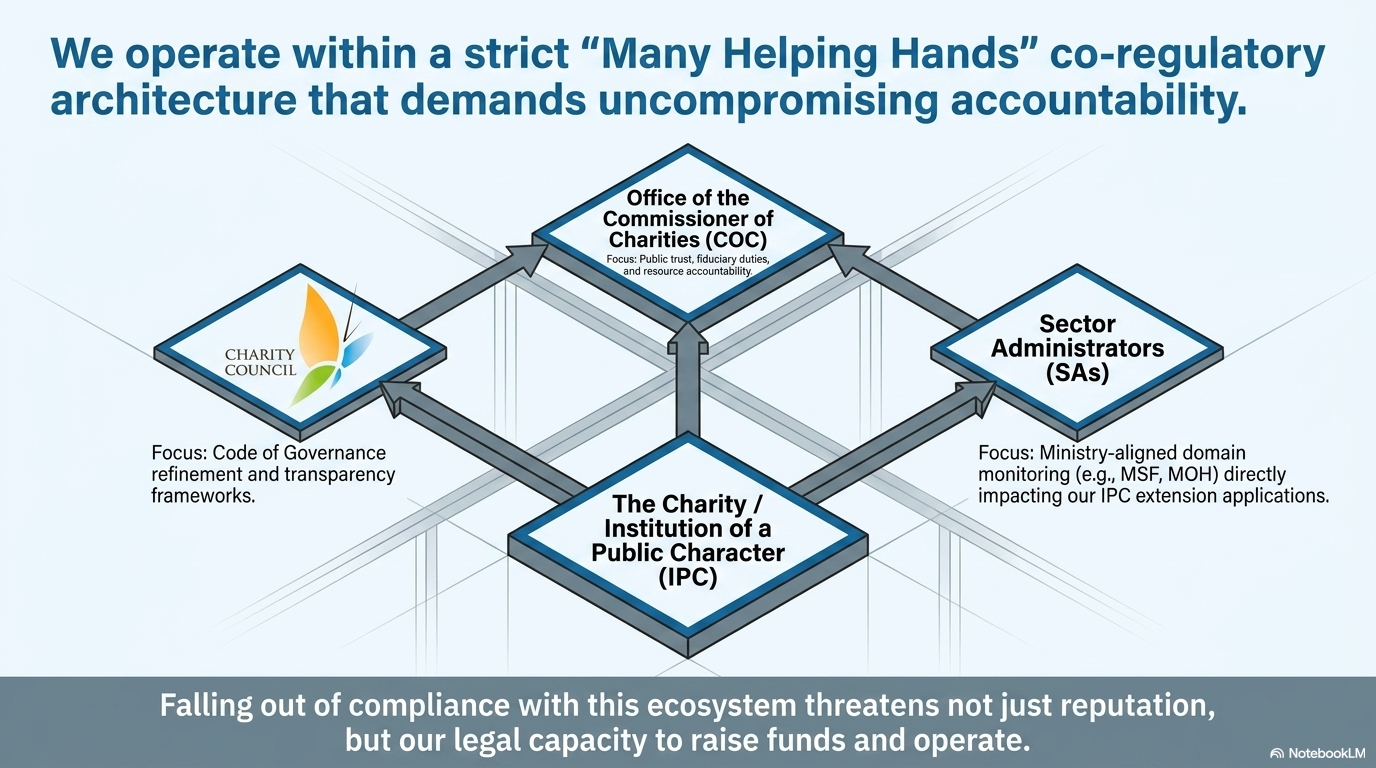 We operate within a strict “Many Helping Hands” co-regulatory
architecture that demands uncompromising accountability.
Office of the
Commissioner of
Charities (COC)
Focus: Public trust, fiduciary duties,
and resource accountability.
CHARITY
COUNCIL
Focus: Code of Governance
refinement and transparency
frameworks.
Sector
Administrators
(SAs)
Focus: Ministry-aligned domain
monitoring (e.g., MSF, MOH) directly
impacting our IPC extension applications.
The Charity /
Institution of a
Public Character
(IPC)
Falling out of compliance with this ecosystem threatens not just reputation,
but our legal capacity to raise funds and operate.
NotebookLM